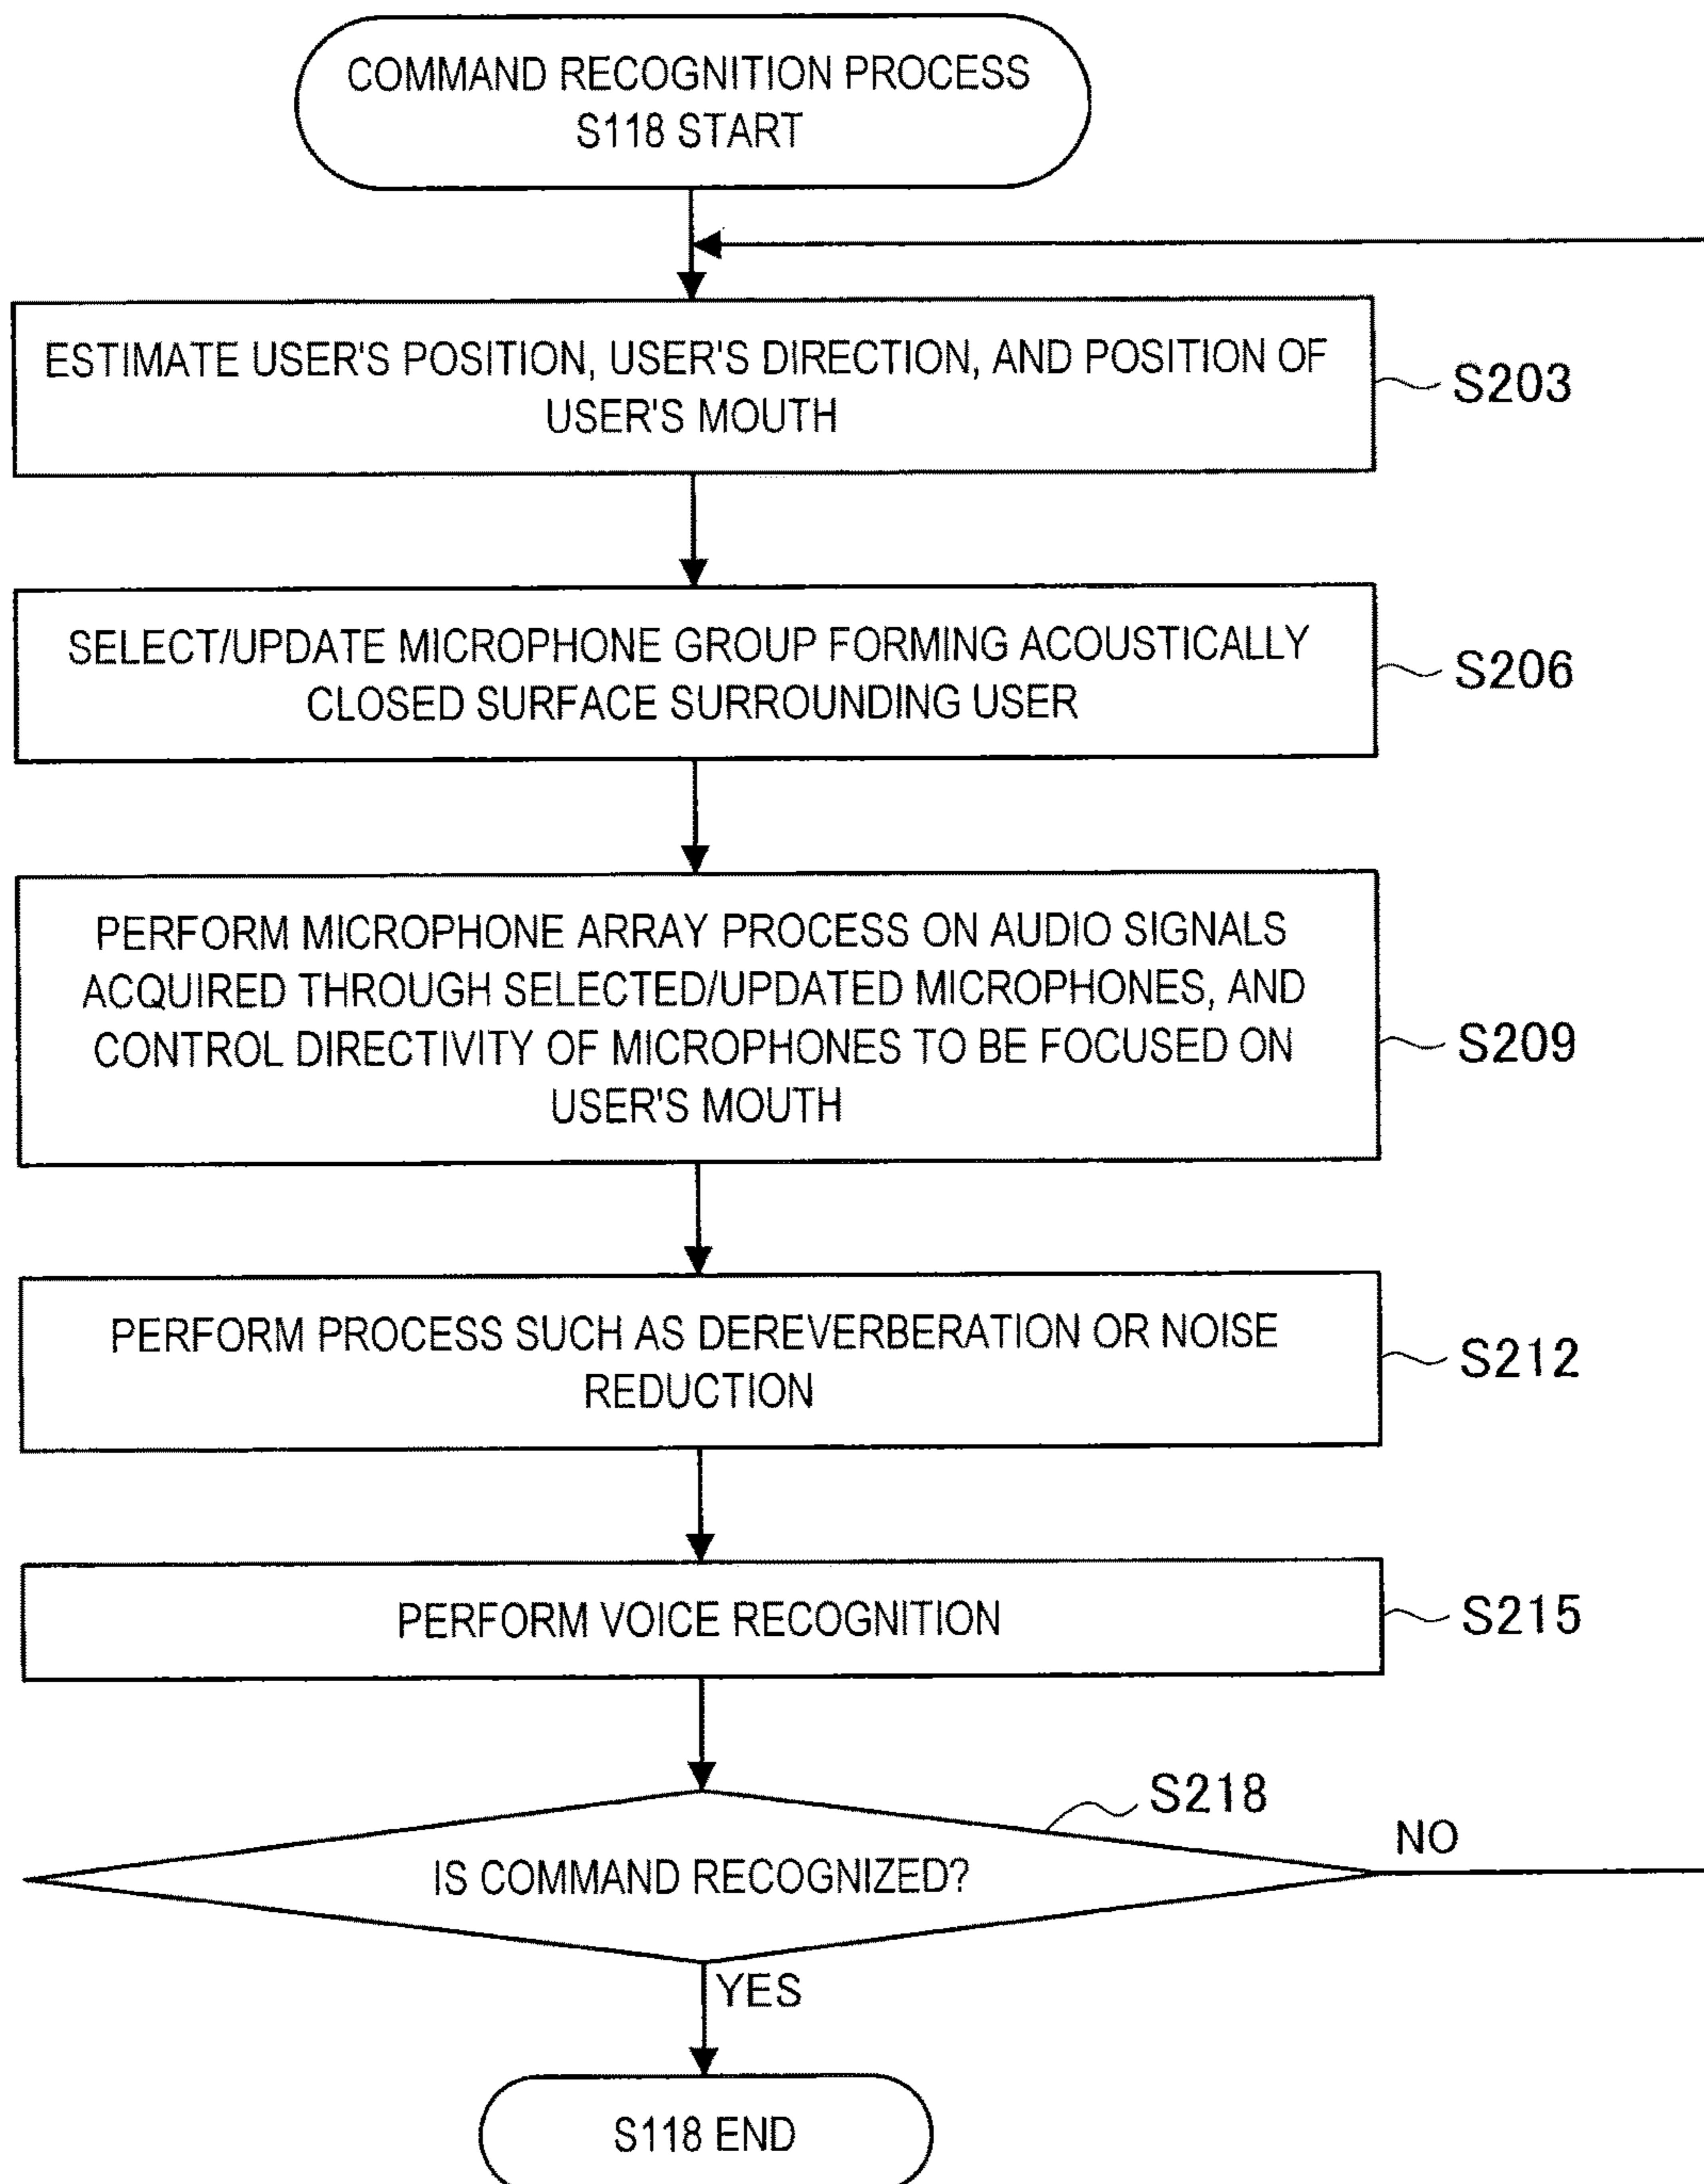 COMMAND RECOGNITION PROCESS
S118 START
ESTIMATE USER'S POSITION, USER'S DIRECTION, AND POSITION OF
USER'S MOUTH
S203
SELECT/UPDATE MICROPHONE GROUP FORMING ACOUSTICALLY
CLOSED SURFACE SURROUNDING USER
S206
PERFORM MICROPHONE ARRAY PROCESS ON AUDIO SIGNALS
ACQUIRED THROUGH SELECTED/UPDATED MICROPHONES, AND
CONTROL DIRECTIVITY OF MICROPHONES TO BE FOCUSED ON
USER'S MOUTH
S209
PERFORM PROCESS SUCH AS DEREVERBERATION OR NOISE
REDUCTION
S212
PERFORM VOICE RECOGNITION
S215
S218
IS COMMAND RECOGNIZED?
NO
YES
S118 END